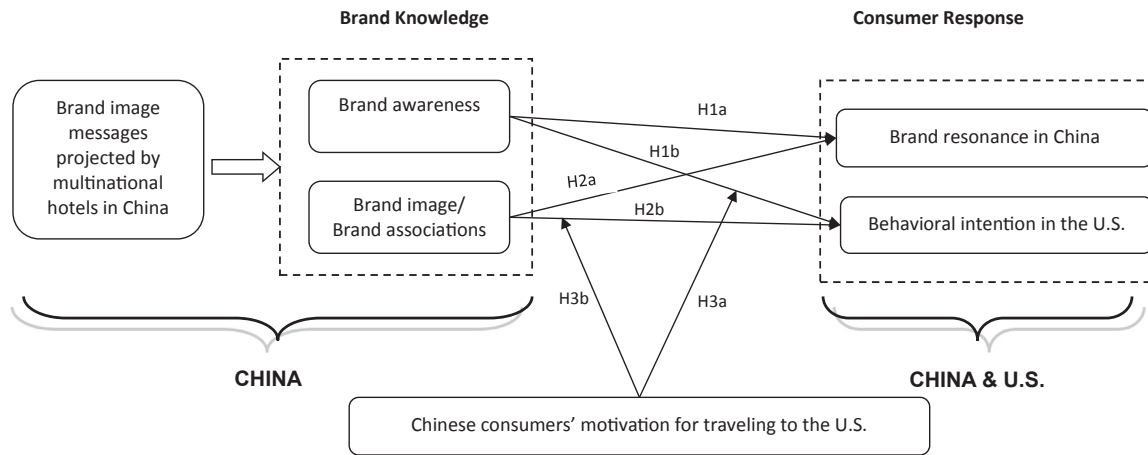 Brand Knowledge
Consumer Response
Brand image
messages
projected by
multinational
hotels in China
Brand awareness
Brand image/
Brand associations
H1a
H1b
H2a
H2b
H3b
H3a
Brand resonance in China
Behavioral intention in the U.S.
CHINA
CHINA & U.S.
Chinese consumers’ motivation for traveling to the U.S.